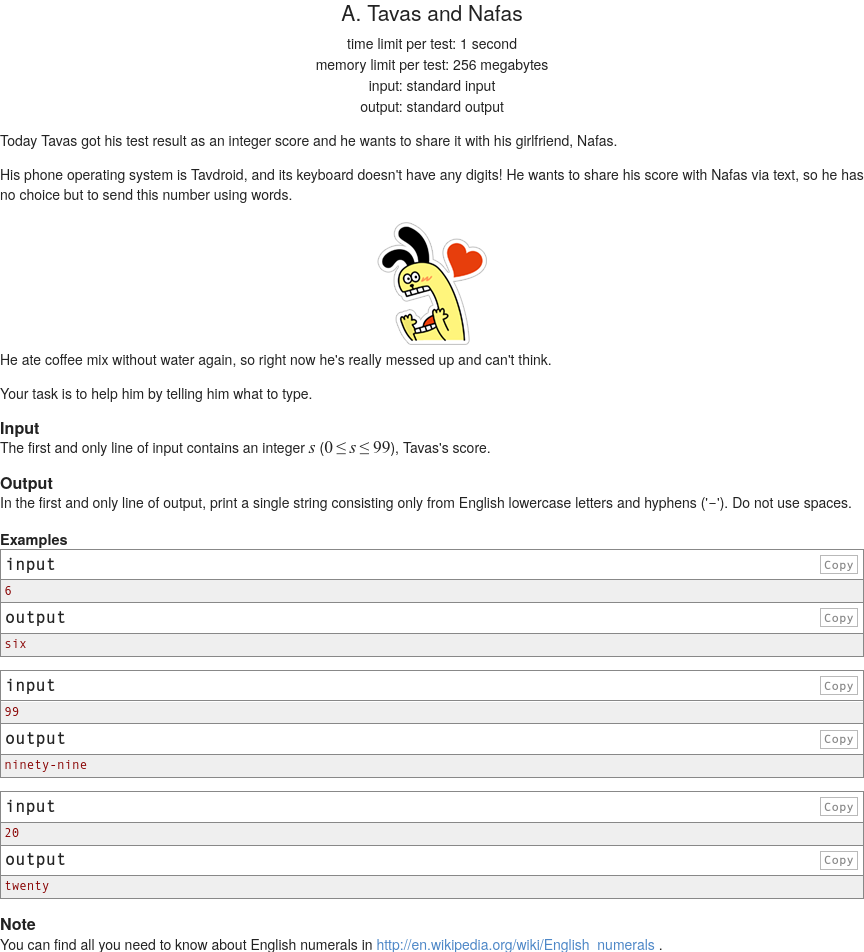 A. Tavas and Nafas
time limit per test: 1 second
memory limit per test: 256 megabytes
input: standard input
output: standard output
Today Tavas got his test result as an integer score and he wants to share it with his girlfriend, Nafas.
His phone operating system is Tavdroid, and its keyboard doesn't have any digits! He wants to share his score with Nafas via text, so he has
no choice but to send this number using words.
He ate coffee mix without water again, so right now he's really messed up and can't think.
Your task is to help him by telling him what to type.
Input
The first and only line of input contains an integer s (0 ≤ s ≤ 99), Tavas's score.
Output
In the first and only line of output, print a single string consisting only from English lowercase letters and hyphens ('−'). Do not use spaces.
Examples
input Copy
6
output Copy
six
input Copy
99
output Copy
ninety-nine
input Copy
20
output Copy
twenty
Note
You can find all you need to know about English numerals in http://en.wikipedia.org/wiki/English_numerals .